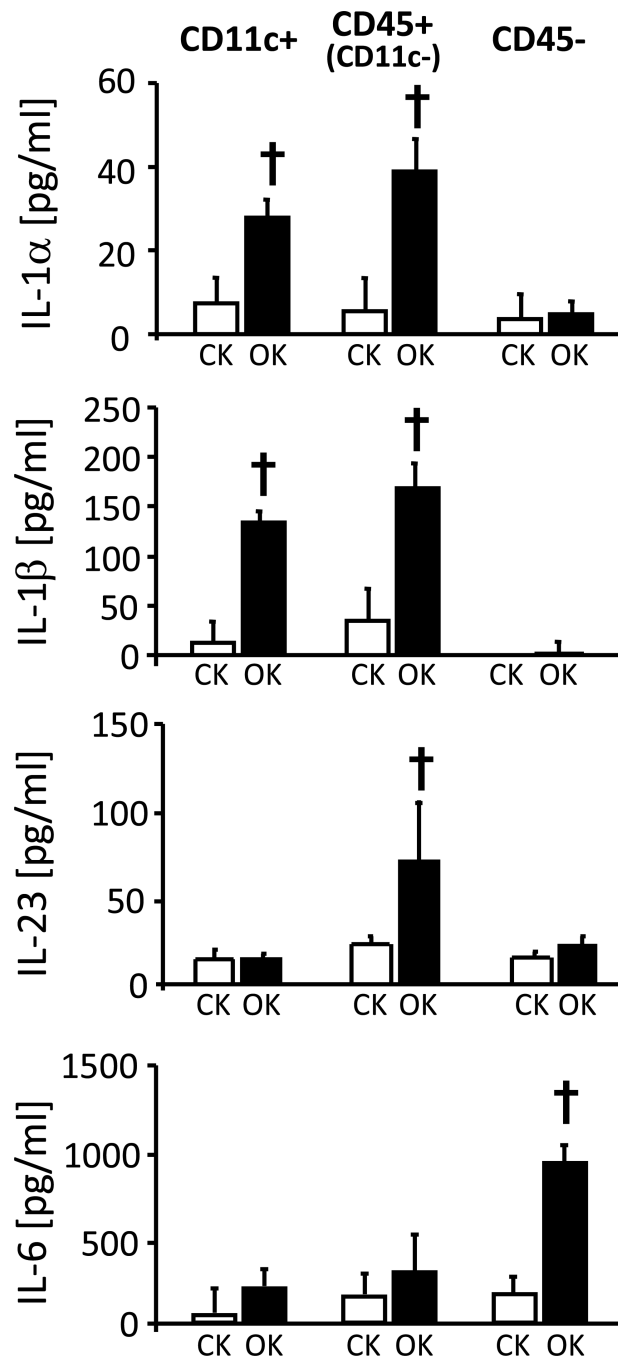 CD11c+ CD45+ CD45-
(CD11c-)
IL-1α [pg/ml]
60
40
20
0
† †
CK OK CK OK CK OK
IL-1β [pg/ml]
250
200
150
100
50
0
† †
CK OK CK OK CK OK
IL-23 [pg/ml]
150
100
50
0
†
CK OK CK OK CK OK
IL-6 [pg/ml]
1500
1000
500
0
†
CK OK CK OK CK OK